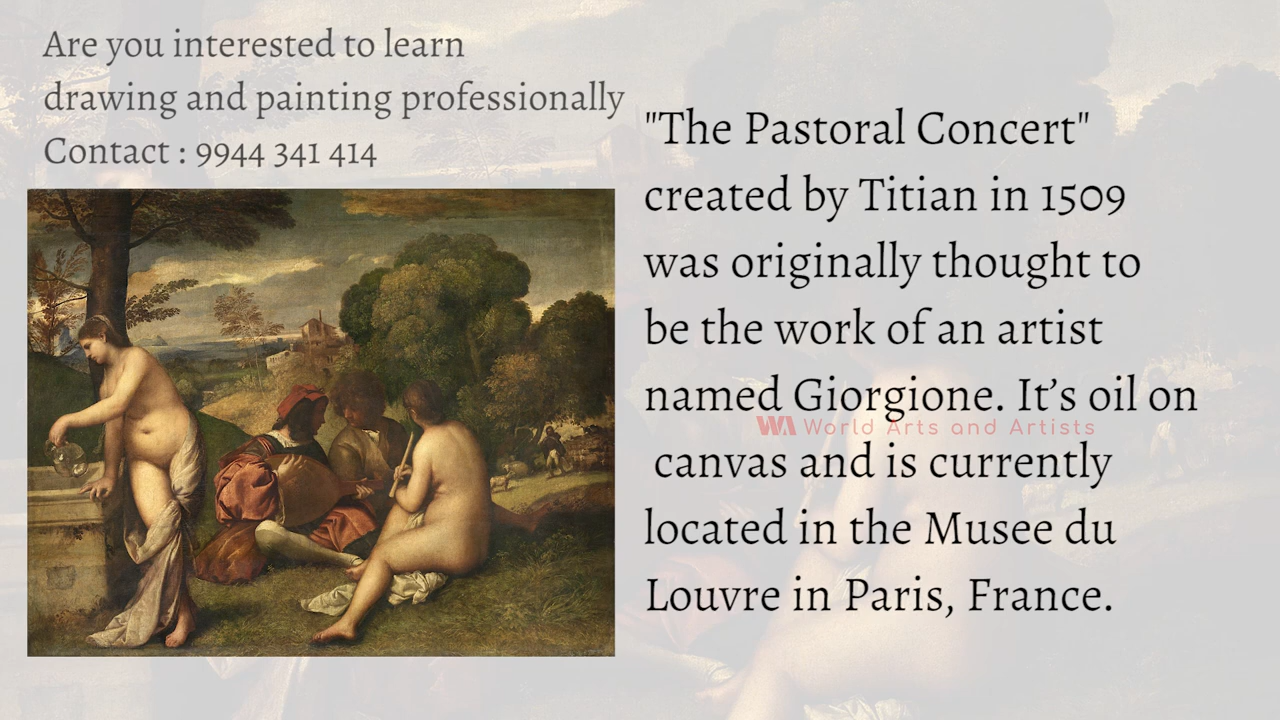 Are you interested to learn
drawing and painting professionally
Contact : 9944 341 414
"The Pastoral Concert"
created by Titian in 1509
was originally thought to
be the work of an artist
named Giorgione. It’s oil on
WA World Arts and Artists
canvas and is currently
located in the Musee du
Louvre in Paris, France.